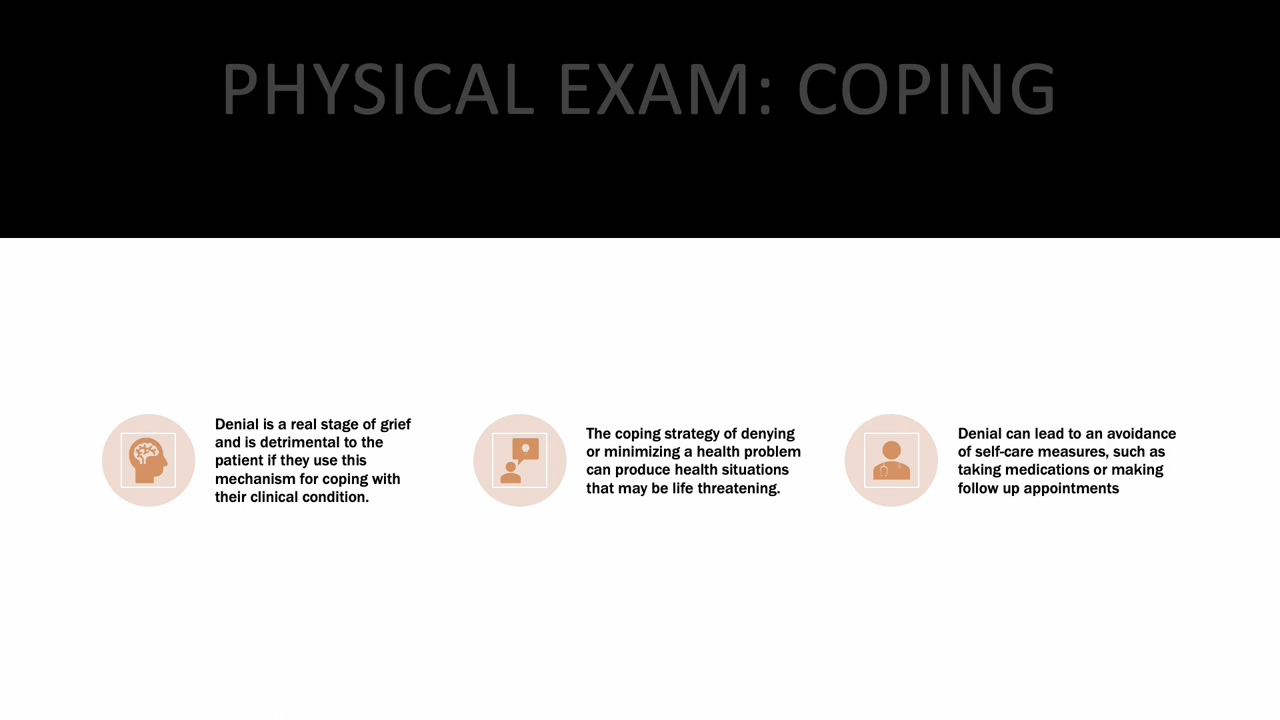 PHYSICAL EXAM: COPING
Denial is a real stage of grief
and is detrimental to the
patient if they use this
mechanism for coping with
their clinical condition.
The coping strategy of denying
or minimizing a health problem
can produce health situations
that may be life threatening.
Denial can lead to an avoidance
of self-care measures, such as
taking medications or making
follow up appointments